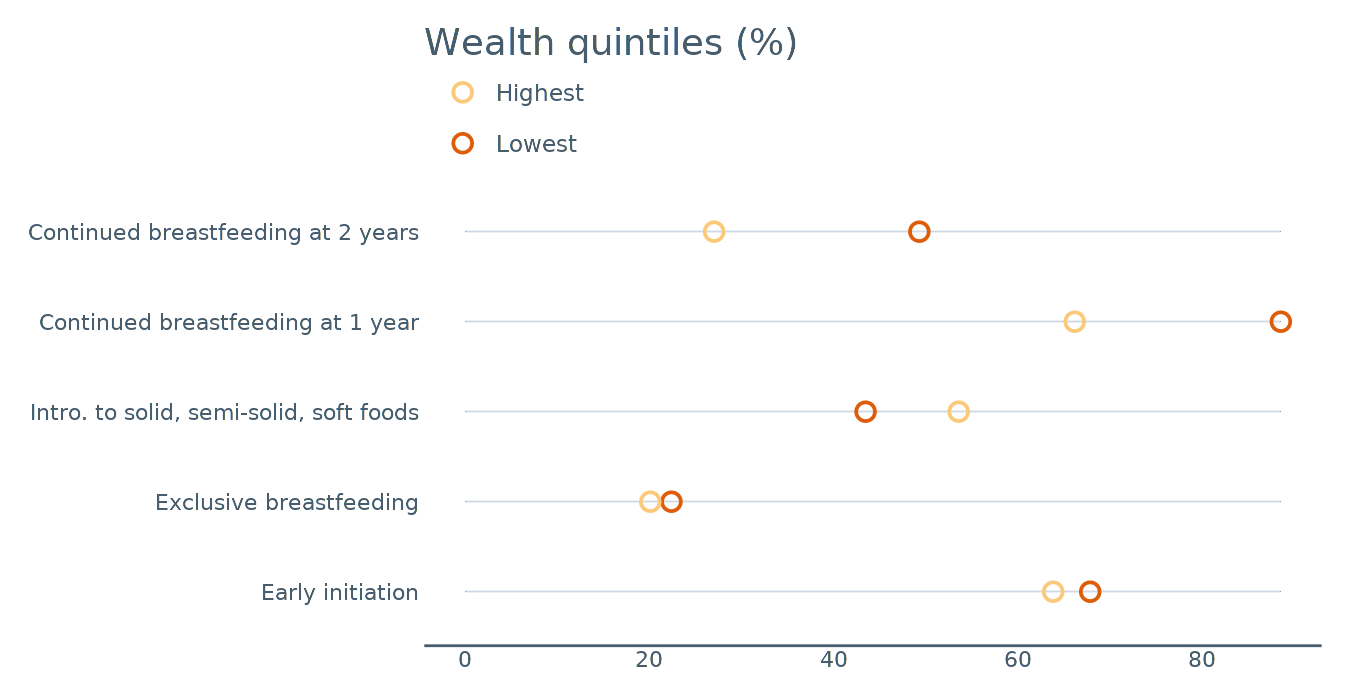 Wealth quintiles (%)
Highest
Lowest
Continued breastfeeding at 2 years
Continued breastfeeding at 1 year
Intro. to solid, semi-solid, soft foods
Exclusive breastfeeding
Early initiation
0 20 40 60 80